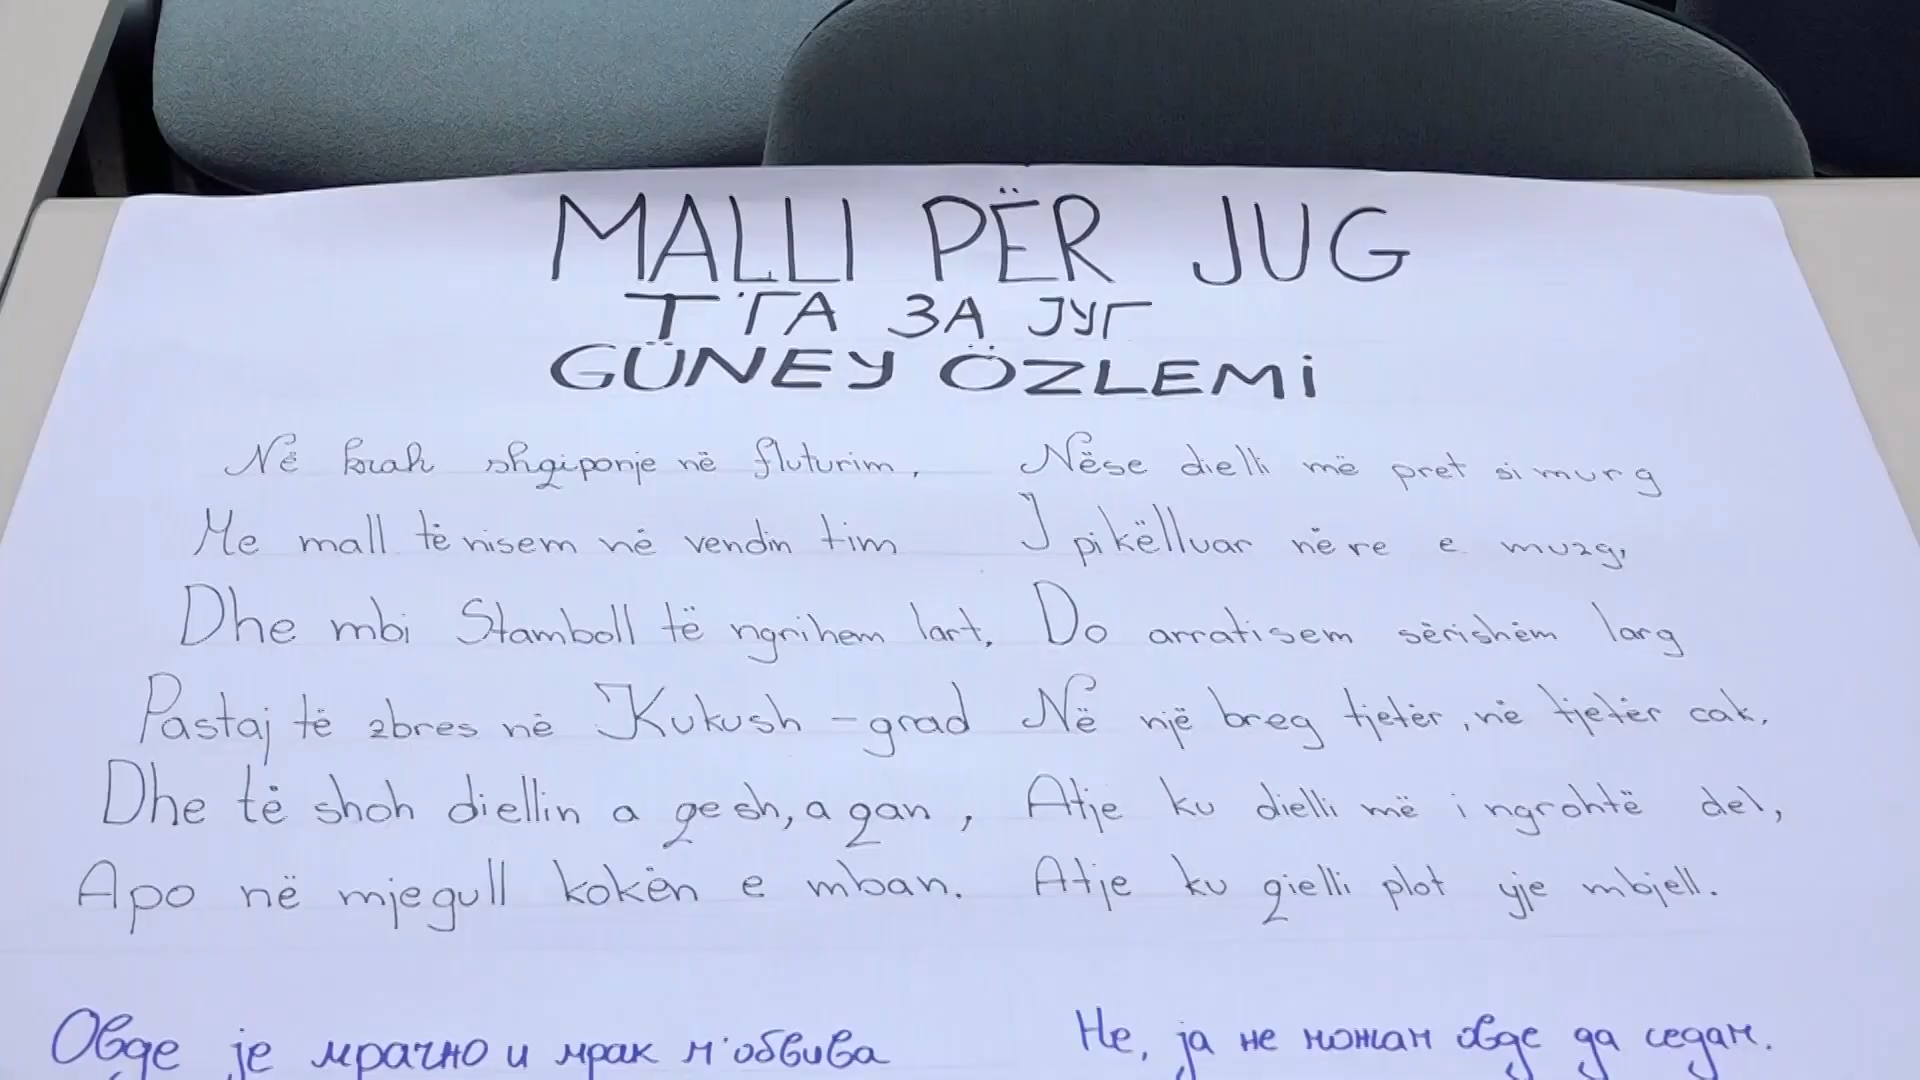 MALLI PËR JUG
T'ГА ЗА ЈУГ
GÜNEY ÖZLEMİ
Në krah shqiponje në fluturim,
Me mall të nisem në vendin tim
Dhe mbi Stamboll të ngrihem lart,
Pastaj të zbres në Kukush - grad
Dhe të shoh diellin a qesh, a qan,
Apo në mjegull kokën e mban.
Nëse dielli më pret si murg
I pikëlluar nëre e muzg,
Do arratisem sërishëm larg
Në një breg tjetër, në tjetër cak,
Atje ku dielli më i ngrohtë del,
Atje ku qielli plot yje mbjell.
Овде је мрачно и мрак м'обвива
Не, ја не можам овде да седам.